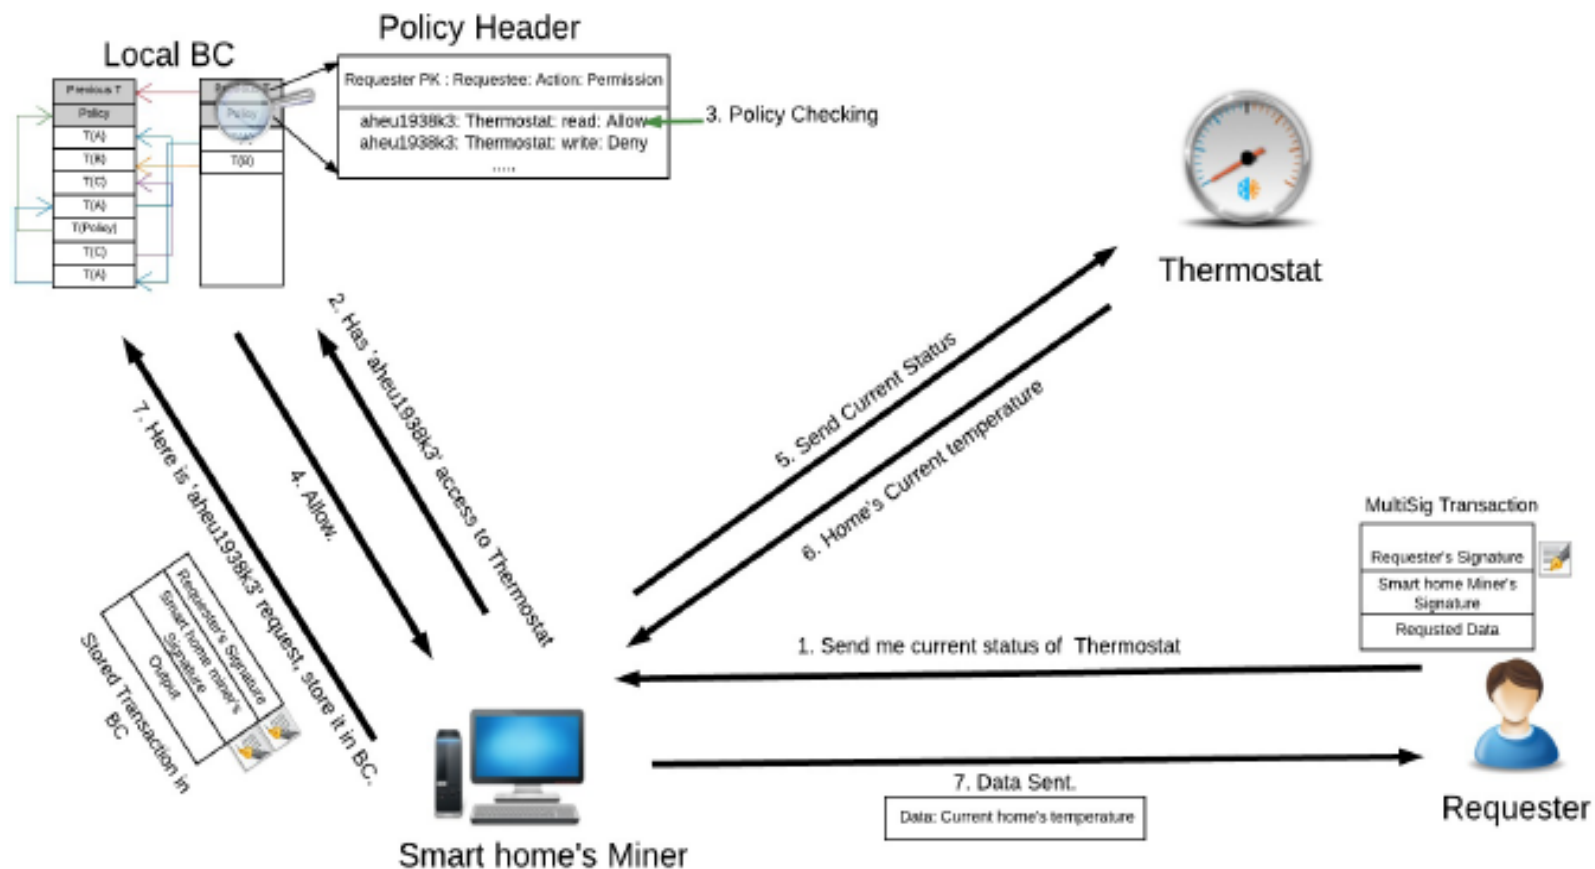 Policy Header
Local BC
Requester PK : Requestee: Action: Permission
aheu1938k3: Thermostat: read: Allow
aheu1938k3: Thermostat: write: Deny
.....
3. Policy Checking
Previous T
Policy
T(A)
T(B)
T(C)
T(A)
T(Policy)
T(C)
T(A)
Previous T
Policy
T(B)
Thermostat
2. Has 'aheu1938k3' access to Thermostat
4. Allow.
7. Here is 'aheu1938k3' request, store it in BC.
5. Send Current Status
6. Home's Current temperature
MultiSig Transaction
Requester's Signature
Smart home Miner's
Signature
Requsted Data
1. Send me current status of Thermostat
Requester's Signature
Smart home miner's
Signature
Output
Stored Transaction in
BC
7. Data Sent.
Data: Current home's temperature
Requester
Smart home's Miner